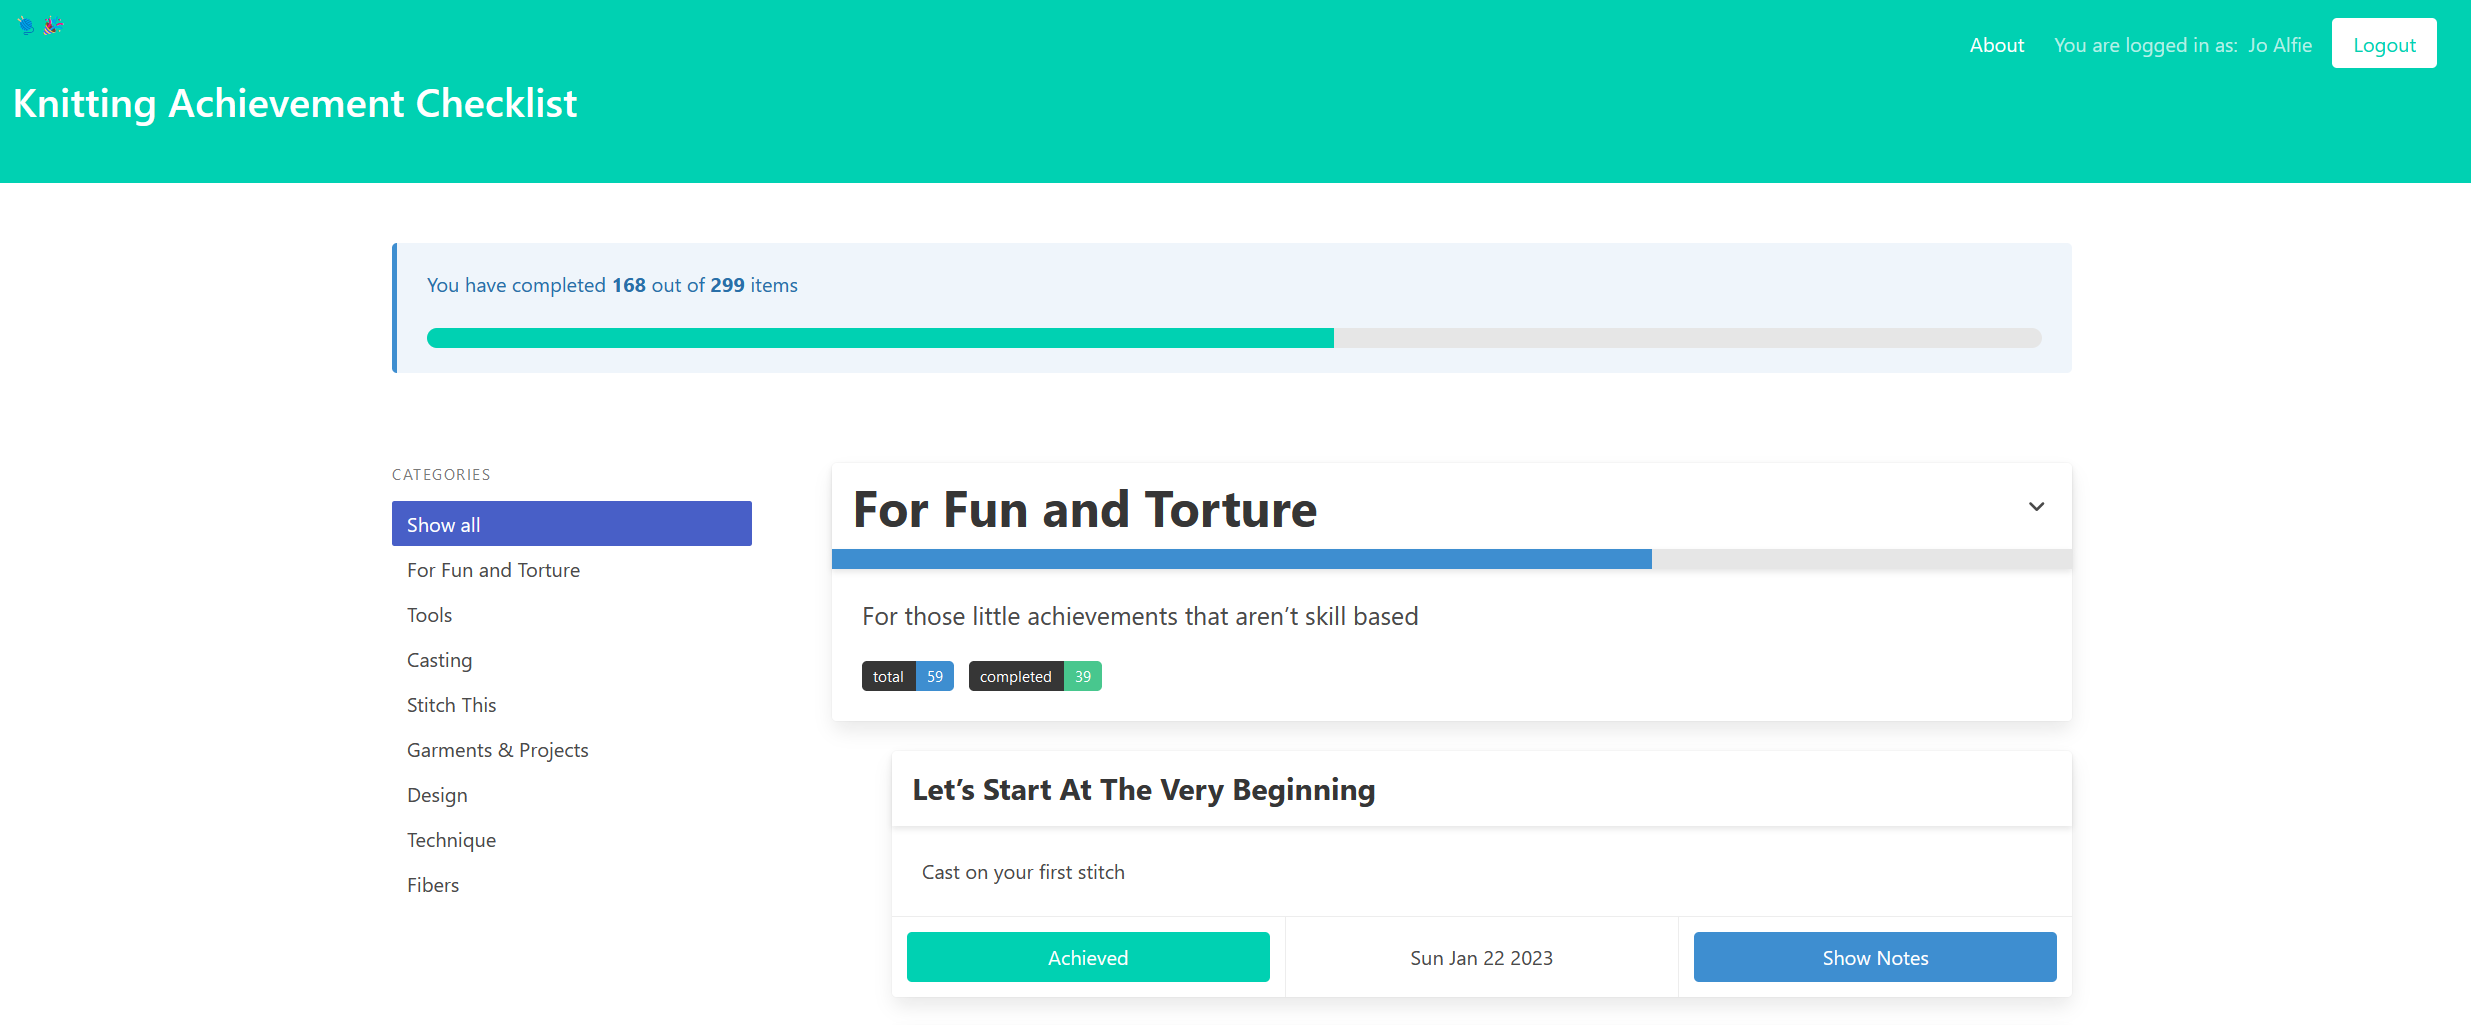 About
You are logged in as: Jo Alfie
Logout
Knitting Achievement Checklist
You have completed 168 out of 299 items
CATEGORIES
Show all
For Fun and Torture
Tools
Casting
Stitch This
Garments & Projects
Design
Technique
Fibers
For Fun and Torture
For those little achievements that aren’t skill based
total 59 completed 39
Let’s Start At The Very Beginning
Cast on your first stitch
Achieved
Sun Jan 22 2023
Show Notes